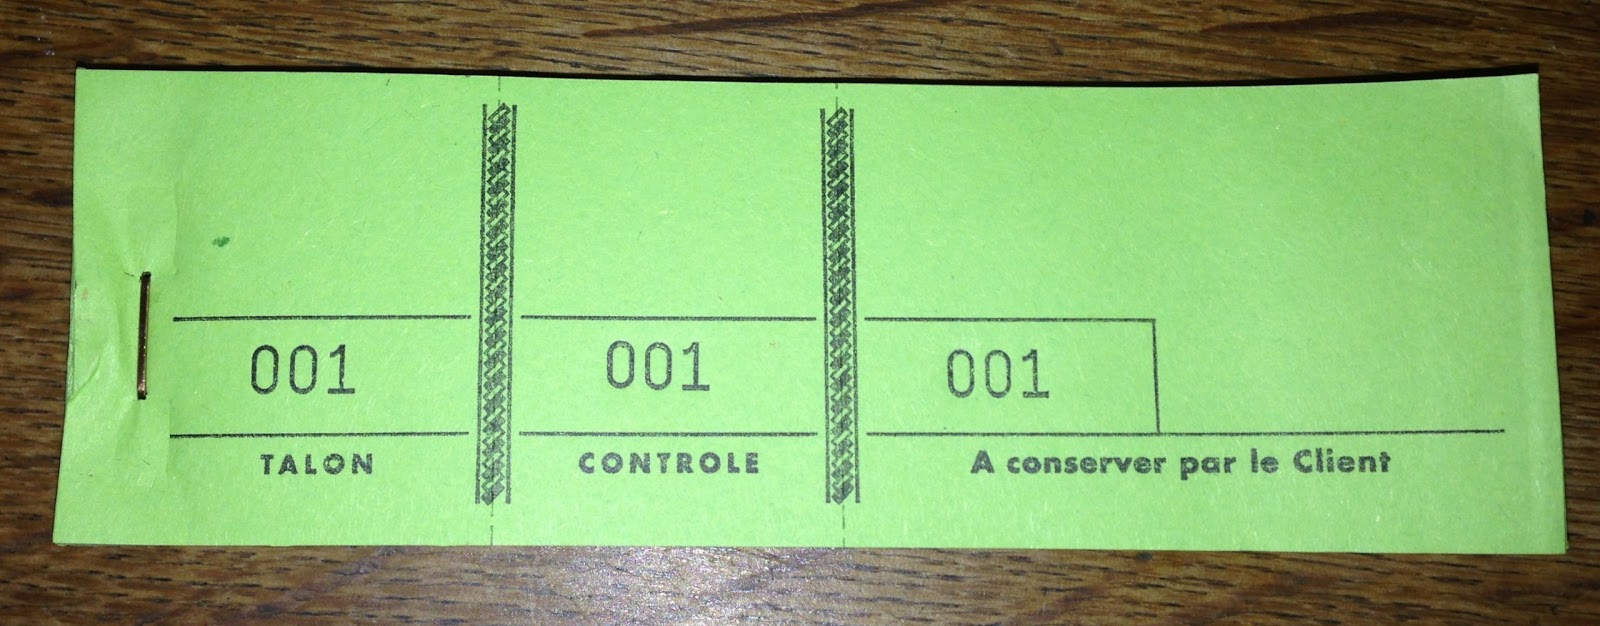 001 001 001
TALON CONTROLE A conserver par le Client